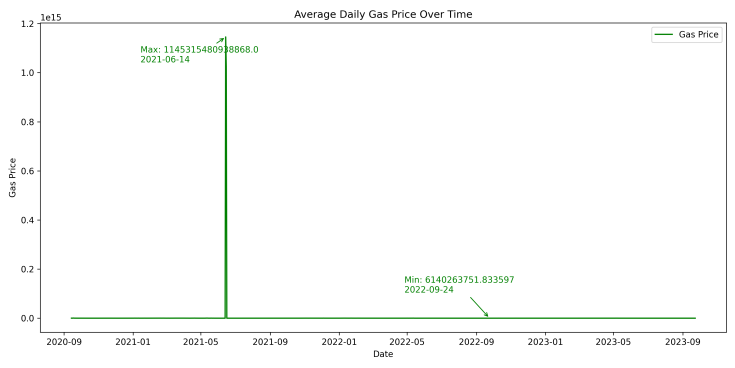 Average Daily Gas Price Over Time
1e15
1.2
1.0
0.8
0.6
0.4
0.2
0.0
Gas Price
Max: 1145315480938868.0
2021-06-14
Min: 6140263751.833597
2022-09-24
Gas Price
2020-09
2021-01
2021-05
2021-09
2022-01
2022-05
2022-09
2023-01
2023-05
2023-09
Date